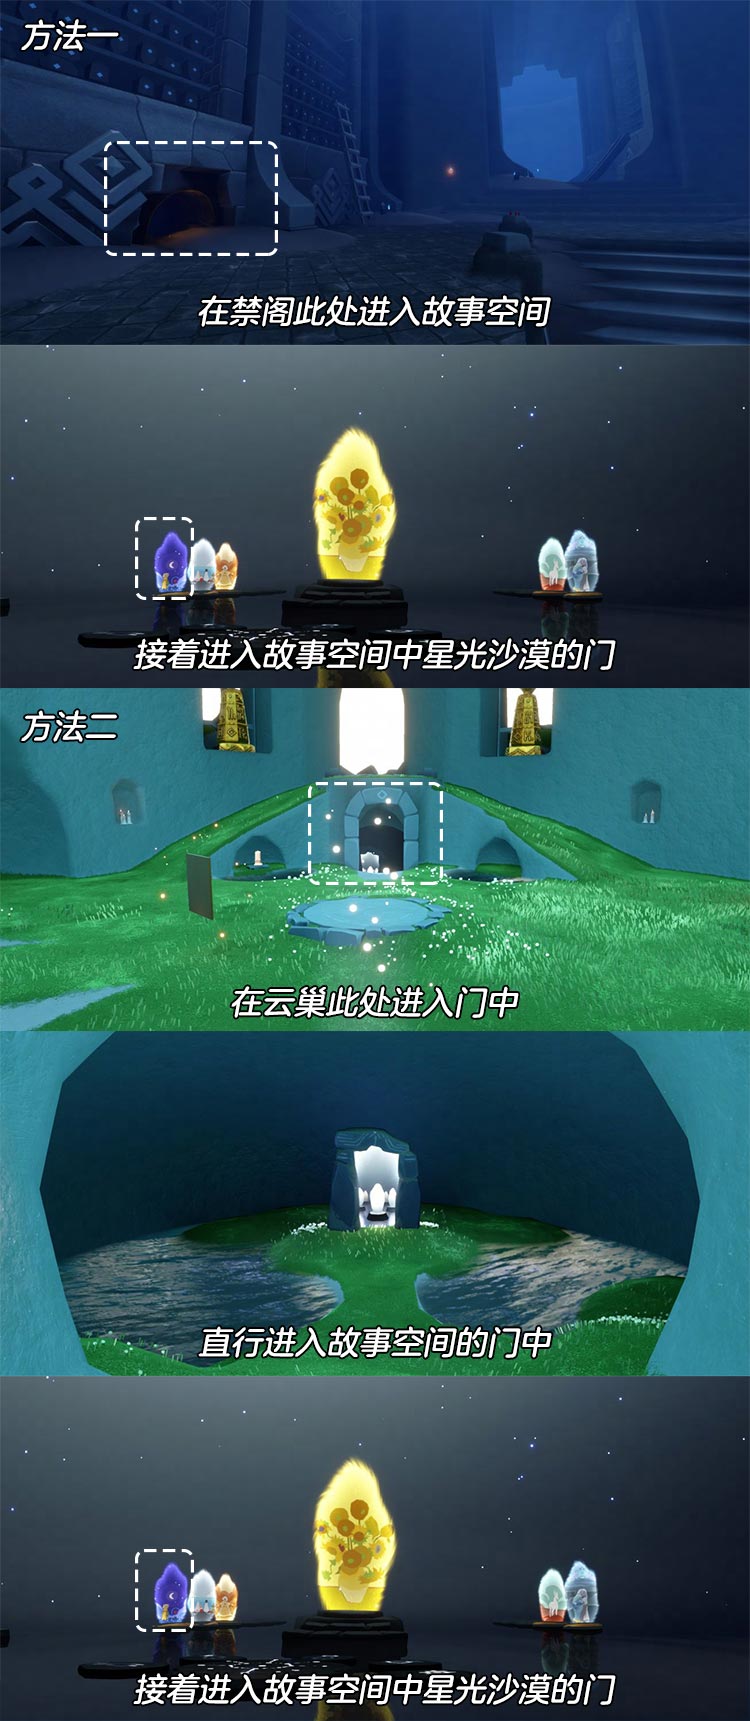 方法一
在禁阁此处进入故事空间
接着进入故事空间中星光沙漠的门
方法二
在云巢此处进入门中
直行进入故事空间的门中
接着进入故事空间中星光沙漠的门